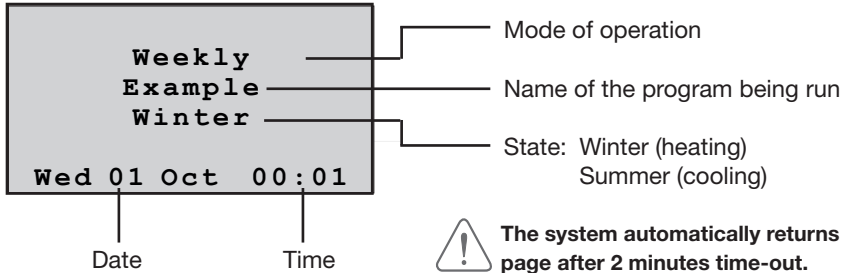 Weekly
Example
Winter
Wed 01 Oct 00:01
Mode of operation
Name of the program being run
State: Winter (heating)
Summer (cooling)
Date
Time
The system automatically returns
page after 2 minutes time-out.